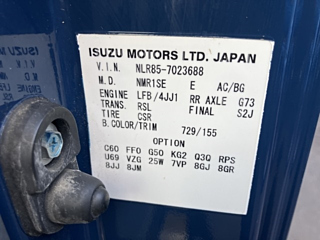 ISUZU MOTORS LTD. JAPAN
V.I.N. NLR85-7023688
M.D. NMR1SE E AC/BG
ENGINE LFB/4JJ1 RR AXLE G73
TRANS. RSL FINAL S2J
TIRE CSR
B.COLOR/TRIM 729/155
OPTION
C60 FF0 G50 KG2 Q3Q RPS
U69 VZG 25W 7VP 8GJ 8GR
8JJ 8JM